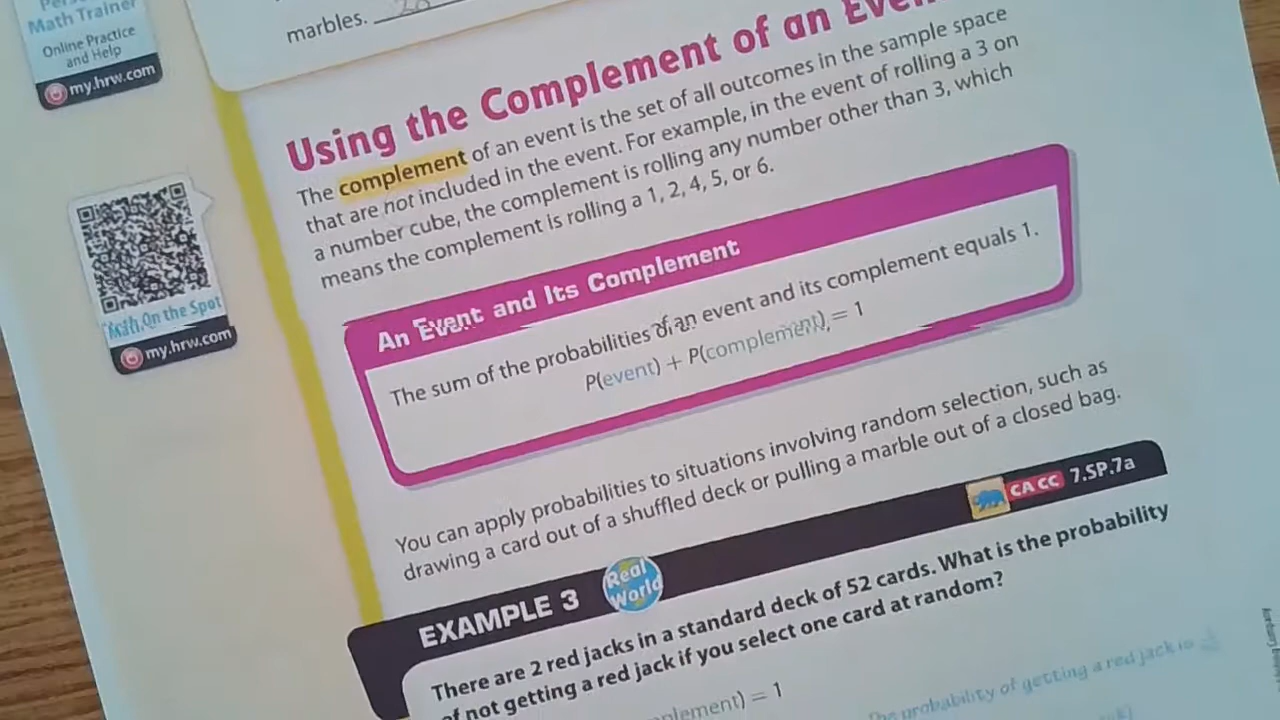 Math Trainer
Online Practice
and Help
my.hrw.com
marbles. 20
Using the Complement of an
The complement of an event is the set of all outcomes in the sample space
that are not included in the event. For example, in the event of rolling a 3 on
a number cube, the complement is rolling any number other than 3, which
means the complement is rolling a 1, 2, 4, 5, or 6.
Math On the Spot
my.hrw.com
An Event and Its Complement
The sum of the probabilities of an event and its complement equals 1.
P(event) + P(complement) = 1
You can apply probabilities to situations involving random selection, such as
drawing a card out of a shuffled deck or pulling a marble out of a closed bag.
EXAMPLE 3
Real
World
CA CC 7.SP.7a
There are 2 red jacks in a standard deck of 52 cards. What is the probability
of not getting a red jack if you select one card at random?
plement) = 1
The probability of getting a red jack is